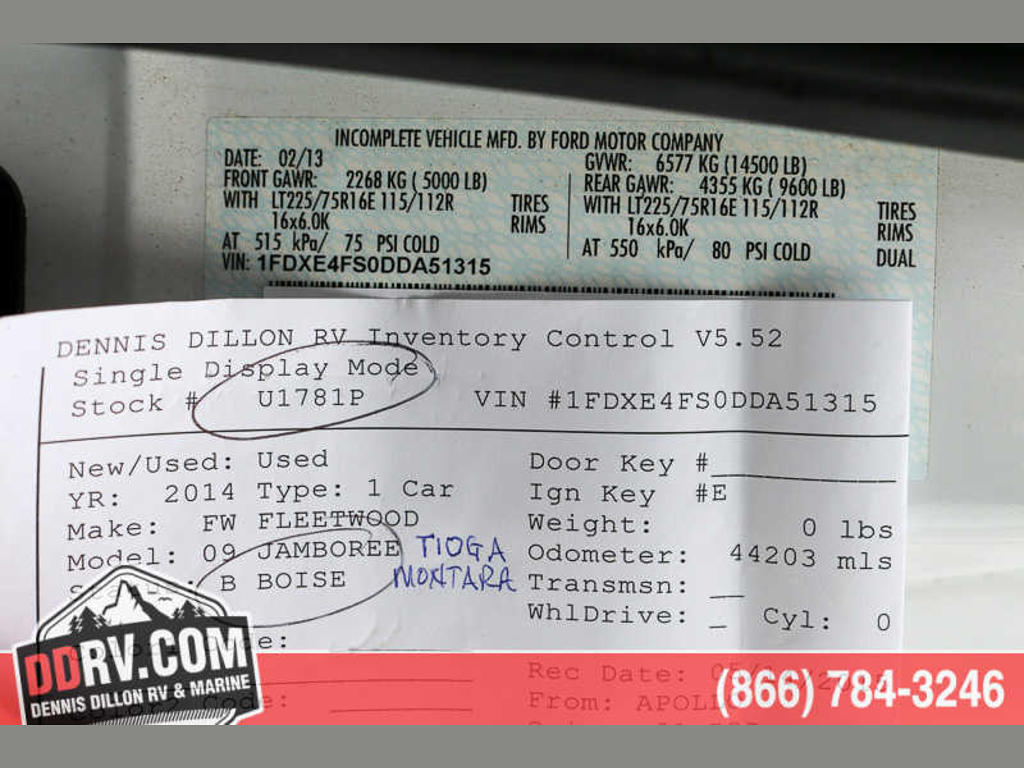 INCOMPLETE VEHICLE MFD. BY FORD MOTOR COMPANY
DATE: 02/13 GVWR: 6577 KG (14500 LB)
FRONT GAWR: 2268 KG ( 5000 LB) REAR GAWR: 4355 KG ( 9600 LB)
WITH LT225/75R16E 115/112R TIRES WITH LT225/75R16E 115/112R TIRES
16x6.0K RIMS 16x6.0K RIMS
AT 515 kPa/ 75 PSI COLD AT 550 kPa/ 80 PSI COLD DUAL
VIN: 1FDXE4FS0DDA51315
DENNIS DILLON RV Inventory Control V5.52
Single Display Mode
Stock # U1781P VIN #1FDXE4FS0DDA51315
New/Used: Used Door Key #
YR: 2014 Type: 1 Car Ign Key #E
Make: FW FLEETWOOD Weight: 0 lbs
Model: 09 JAMBOREE TIOGA Odometer: 44203 mls
B BOISE MONTARA Transmsn:
WhlDrive: _ Cyl: 0
Rec Date:
Color2 Code: From:
DDRV.COM
DENNIS DILLON RV & MARINE
(866) 784-3246